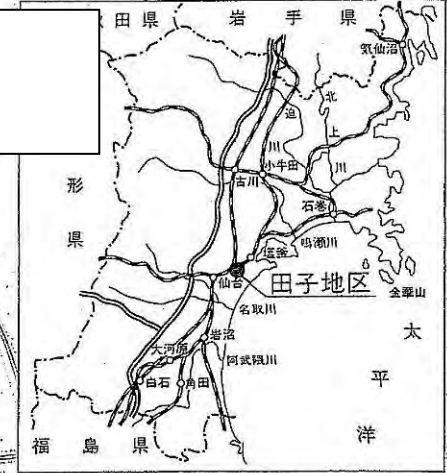 田県 岩手県
気仙沼
北
迫
上
川
川
小牛田
古川
形
県
石巻
鳴瀬川
塩釜
仙台
田子地区
金華山
名取川
太
平
洋
岩沼
大河原
阿武隈川
白石
角田
福島県